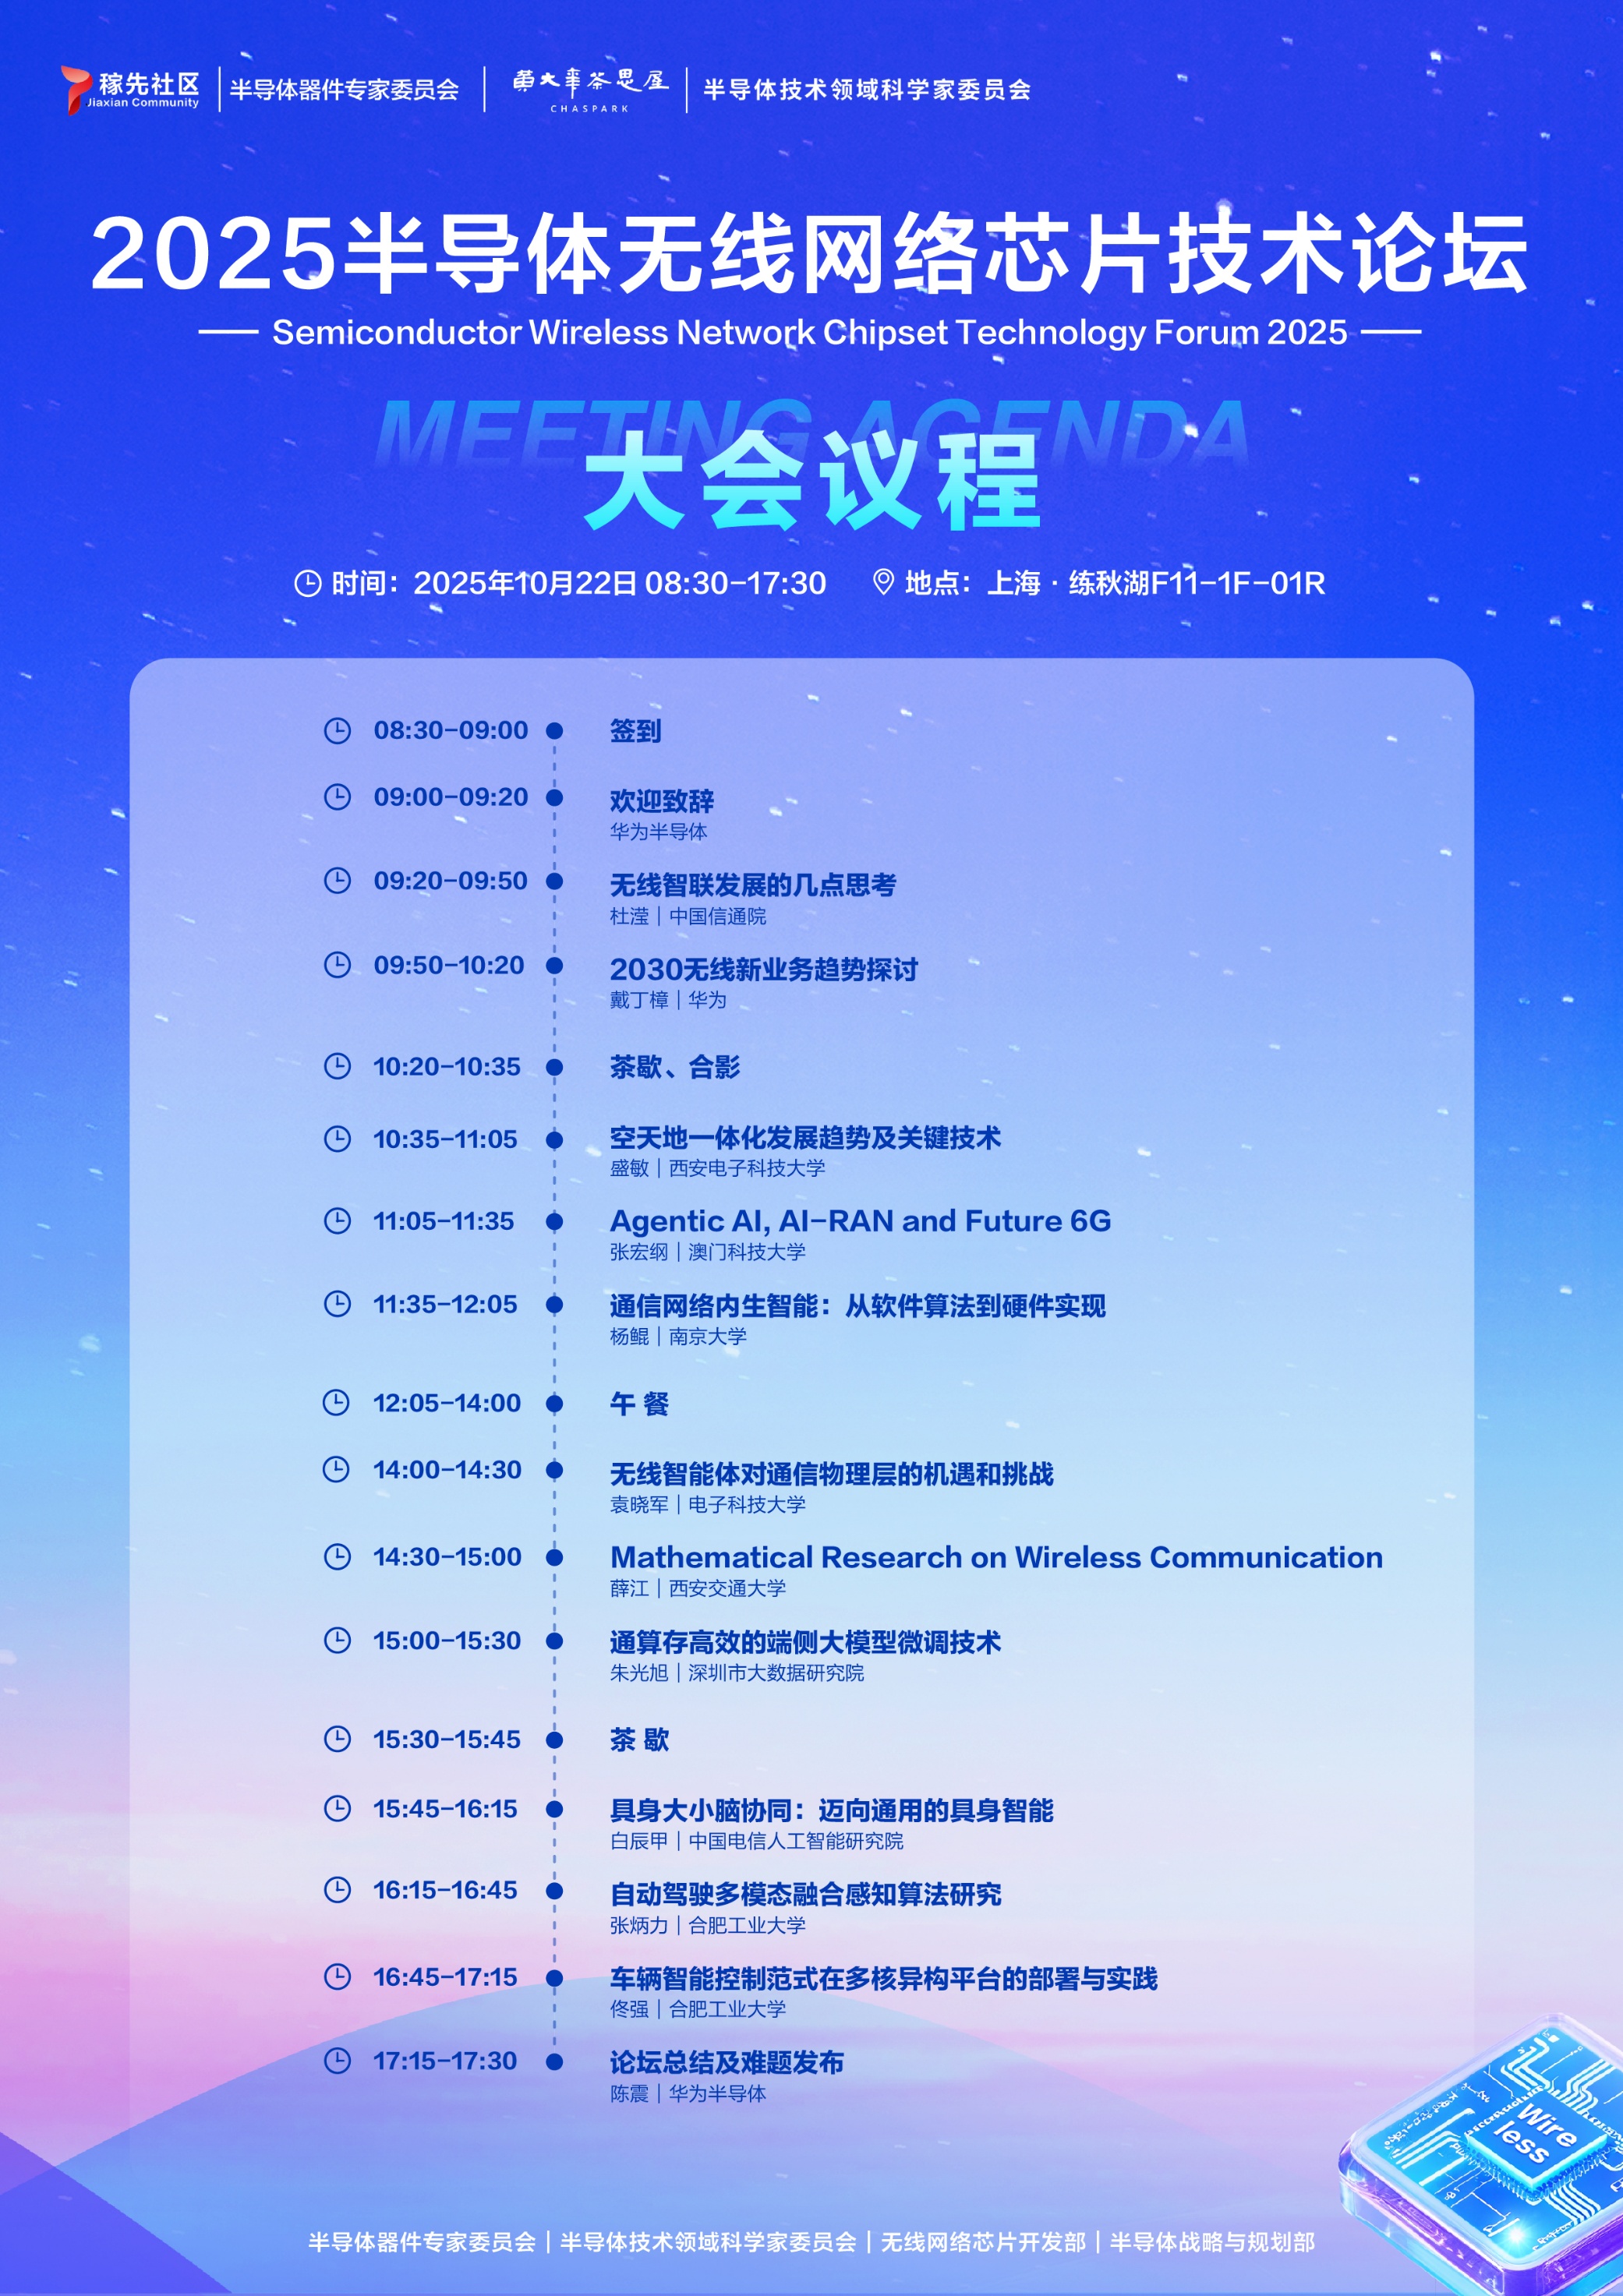 稼先社区
Jiaxian Community
半导体器件专家委员会
黄大年茶思屋
CHASPARK
半导体技术领域科学家委员会
2025半导体无线网络芯片技术论坛
Semiconductor Wireless Network Chipset Technology Forum 2025
MEETING AGENDA
大会议程
时间：2025年10月22日 08:30-17:30
地点：上海·练秋湖F11-1F-01R
08:30-09:00 签到
09:00-09:20 欢迎致辞
华为半导体
09:20-09:50 无线智联发展的几点思考
杜滢｜中国信通院
09:50-10:20 2030无线新业务趋势探讨
戴丁樟｜华为
10:20-10:35 茶歇、合影
10:35-11:05 空天地一体化发展趋势及关键技术
盛敏｜西安电子科技大学
11:05-11:35 Agentic AI, AI-RAN and Future 6G
张宏纲｜澳门科技大学
11:35-12:05 通信网络内生智能：从软件算法到硬件实现
杨鲲｜南京大学
12:05-14:00 午 餐
14:00-14:30 无线智能体对通信物理层的机遇和挑战
袁晓军｜电子科技大学
14:30-15:00 Mathematical Research on Wireless Communication
薛江｜西安交通大学
15:00-15:30 通算存高效的端侧大模型微调技术
朱光旭｜深圳市大数据研究院
15:30-15:45 茶 歇
15:45-16:15 具身大小脑协同：迈向通用的具身智能
白辰甲｜中国电信人工智能研究院
16:15-16:45 自动驾驶多模态融合感知算法研究
张炳力｜合肥工业大学
16:45-17:15 车辆智能控制范式在多核异构平台的部署与实践
佟强｜合肥工业大学
17:15-17:30 论坛总结及难题发布
陈震｜华为半导体
Wire
less
半导体器件专家委员会｜半导体技术领域科学家委员会｜无线网络芯片开发部｜半导体战略与规划部